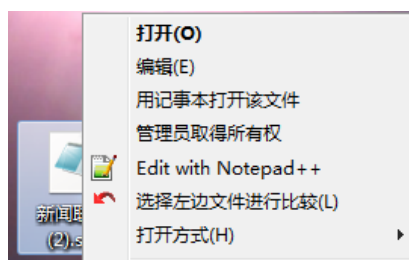 打开(O)
编辑(E)
用记事本打开该文件
管理员取得所有权
Edit with Notepad++
选择左边文件进行比较(L)
打开方式(H)
新闻
(2).s